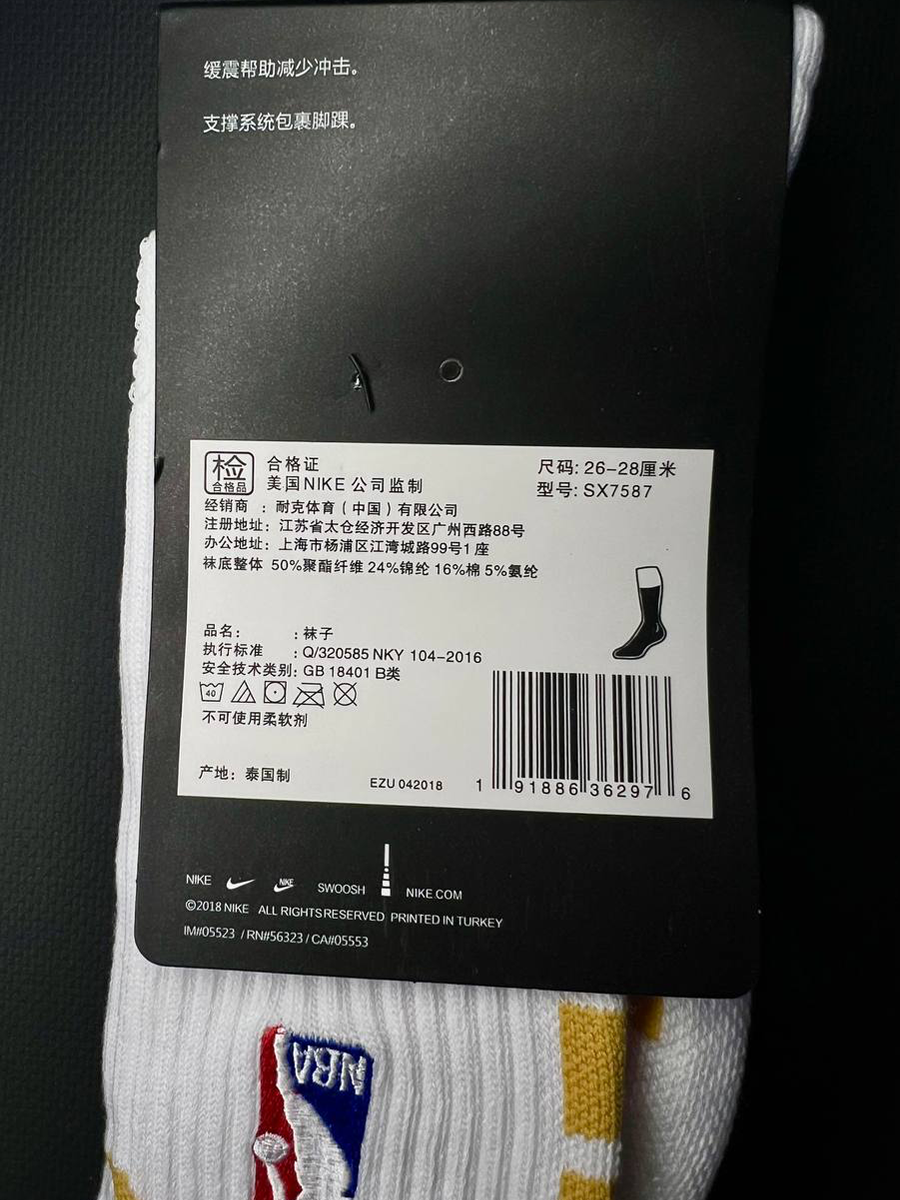 缓震帮助减少冲击。
支撑系统包裹脚踝。
检
合格品
合格证
美国NIKE 公司监制
尺码: 26-28厘米
型号: SX7587
经销商 : 耐克体育(中国)有限公司
注册地址: 江苏省太仓经济开发区广州西路88号
办公地址: 上海市杨浦区江湾城路99号1座
袜底整体 50%聚酯纤维 24%锦纶 16%棉 5%氨纶
品名: : 袜子
执行标准 : Q/320585 NKY 104-2016
安全技术类别: GB 18401 B类
40
不可使用柔软剂
产地: 泰国制
EZU 042018
1 91886 36297 6
NIKE NIKE SWOOSH NIKE.COM
©2018 NIKE ALL RIGHTS RESERVED PRINTED IN TURKEY
IM#05523 / RN#56323 / CA#05553
NBA